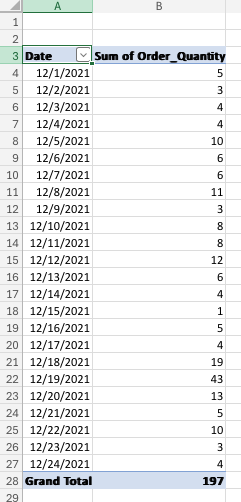 A B
1
2
3 Date Sum of Order_Quantity
4 12/1/2021 5
5 12/2/2021 3
6 12/3/2021 4
7 12/4/2021 4
8 12/5/2021 10
9 12/6/2021 6
10 12/7/2021 6
11 12/8/2021 11
12 12/9/2021 3
13 12/10/2021 8
14 12/11/2021 8
15 12/12/2021 12
16 12/13/2021 6
17 12/14/2021 4
18 12/15/2021 1
19 12/16/2021 5
20 12/17/2021 4
21 12/18/2021 19
22 12/19/2021 43
23 12/20/2021 13
24 12/21/2021 5
25 12/22/2021 10
26 12/23/2021 3
27 12/24/2021 4
28 Grand Total 197
29